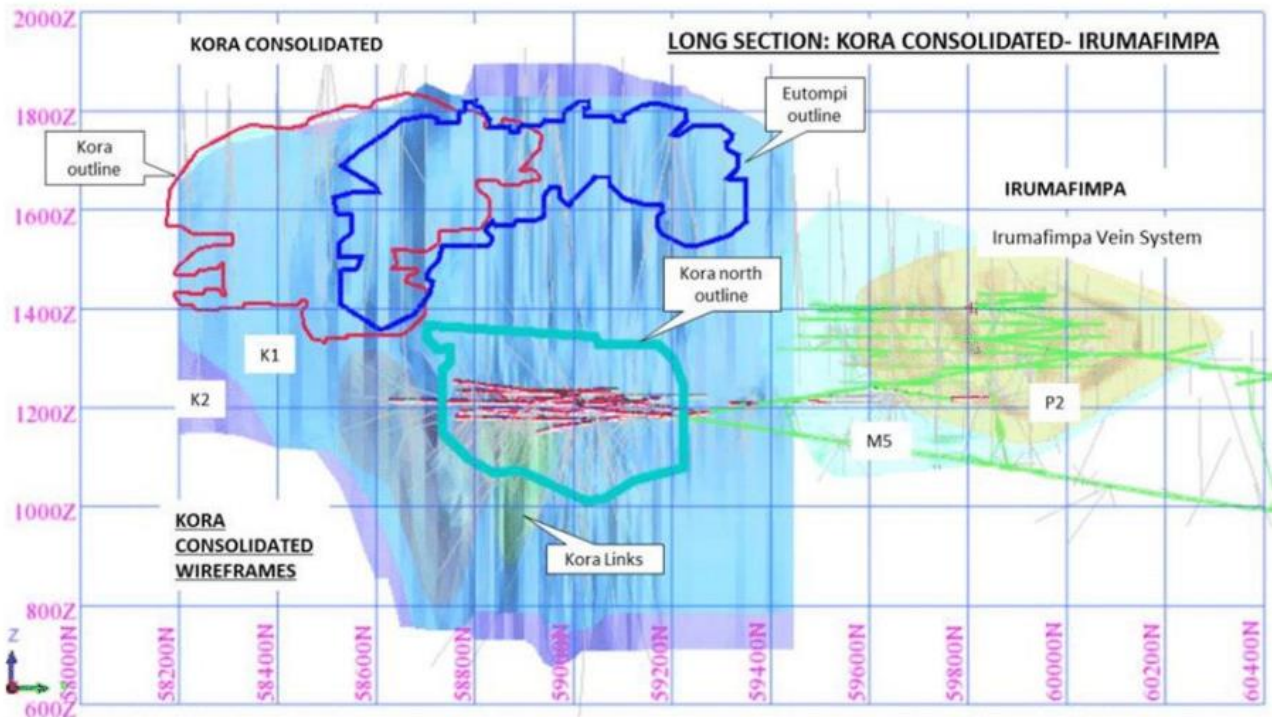 2000Z
KORA CONSOLIDATED
LONG SECTION: KORA CONSOLIDATED- IRUMAFIMPA
1800Z
Eutompi
outline
Kora
outline
1600Z
IRUMAFIMPA
Irumafimpa Vein System
Kora north
outline
1400Z
K1
K2
1200Z
P2
M5
1000Z
KORA
CONSOLIDATED
WIREFRAMES
Kora Links
800Z
Z
600Z
58000N
58200N
58400N
58600N
58800N
59000N
59200N
59400N
59600N
59800N
60000N
60200N
60400N